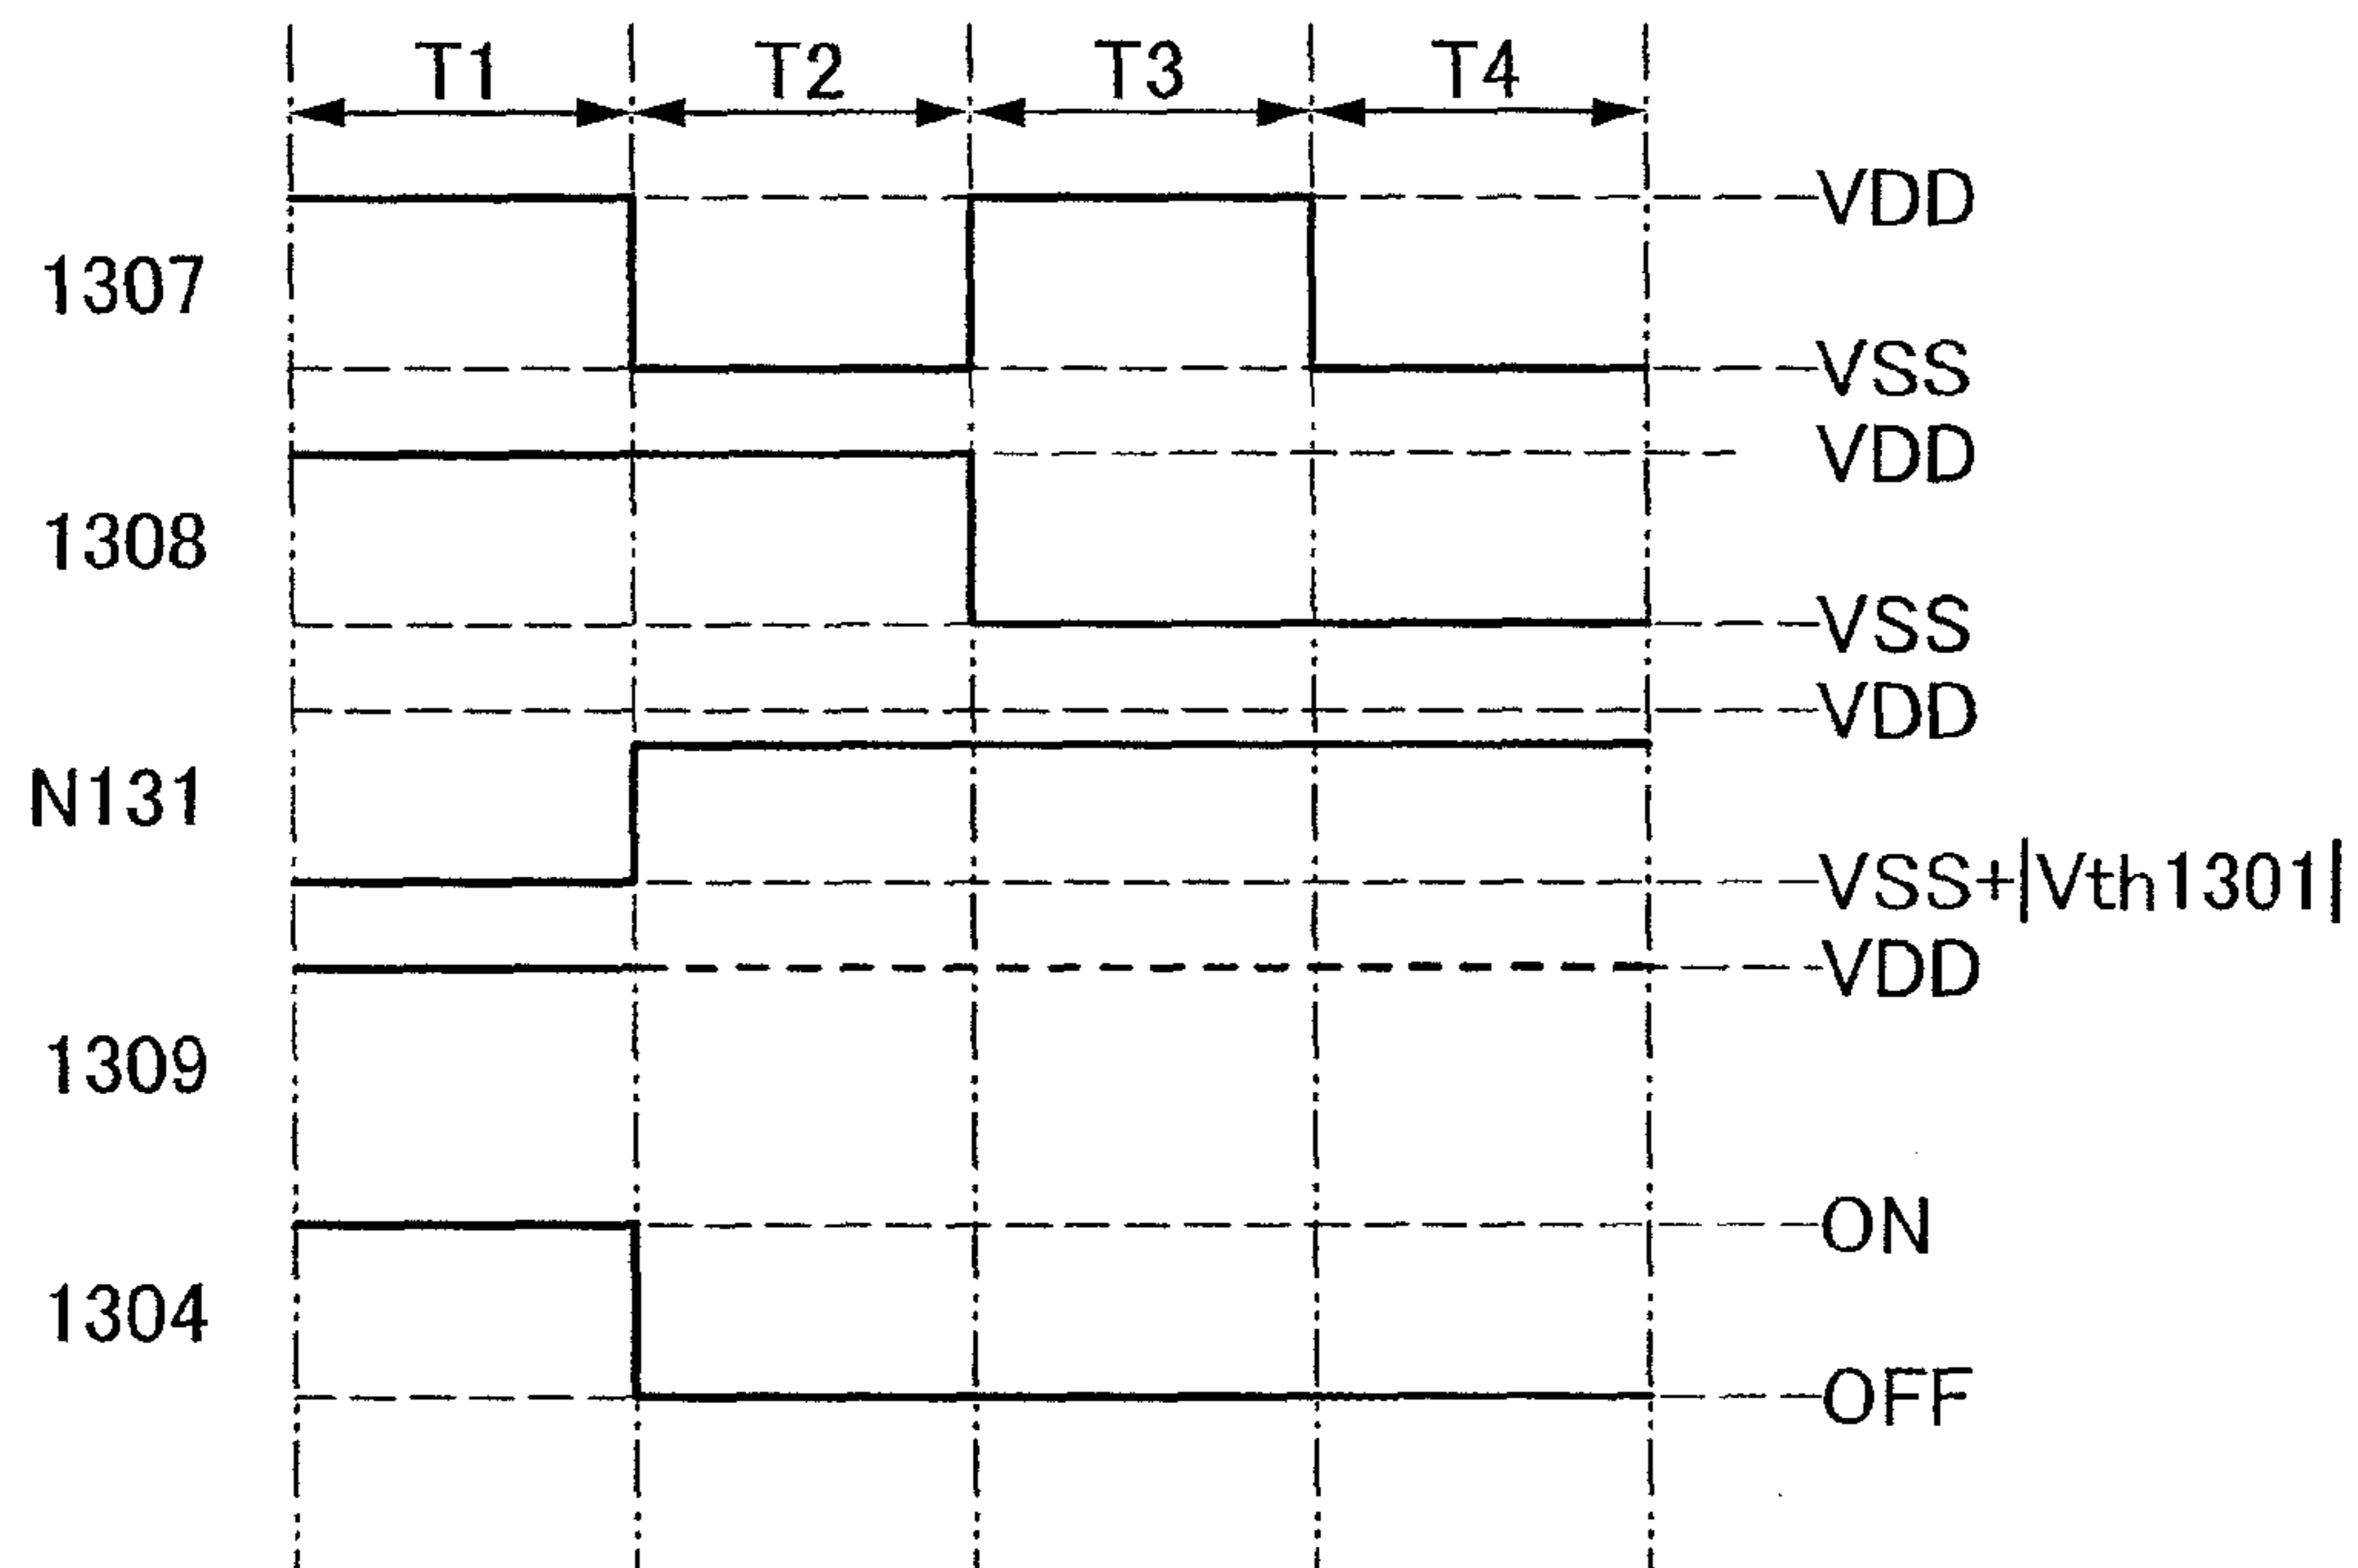 T1 T2 T3 T4
VDD
1307
VSS
VDD
1308
VSS
VDD
N131
VSS+|Vth1301|
VDD
1309
ON
1304
OFF